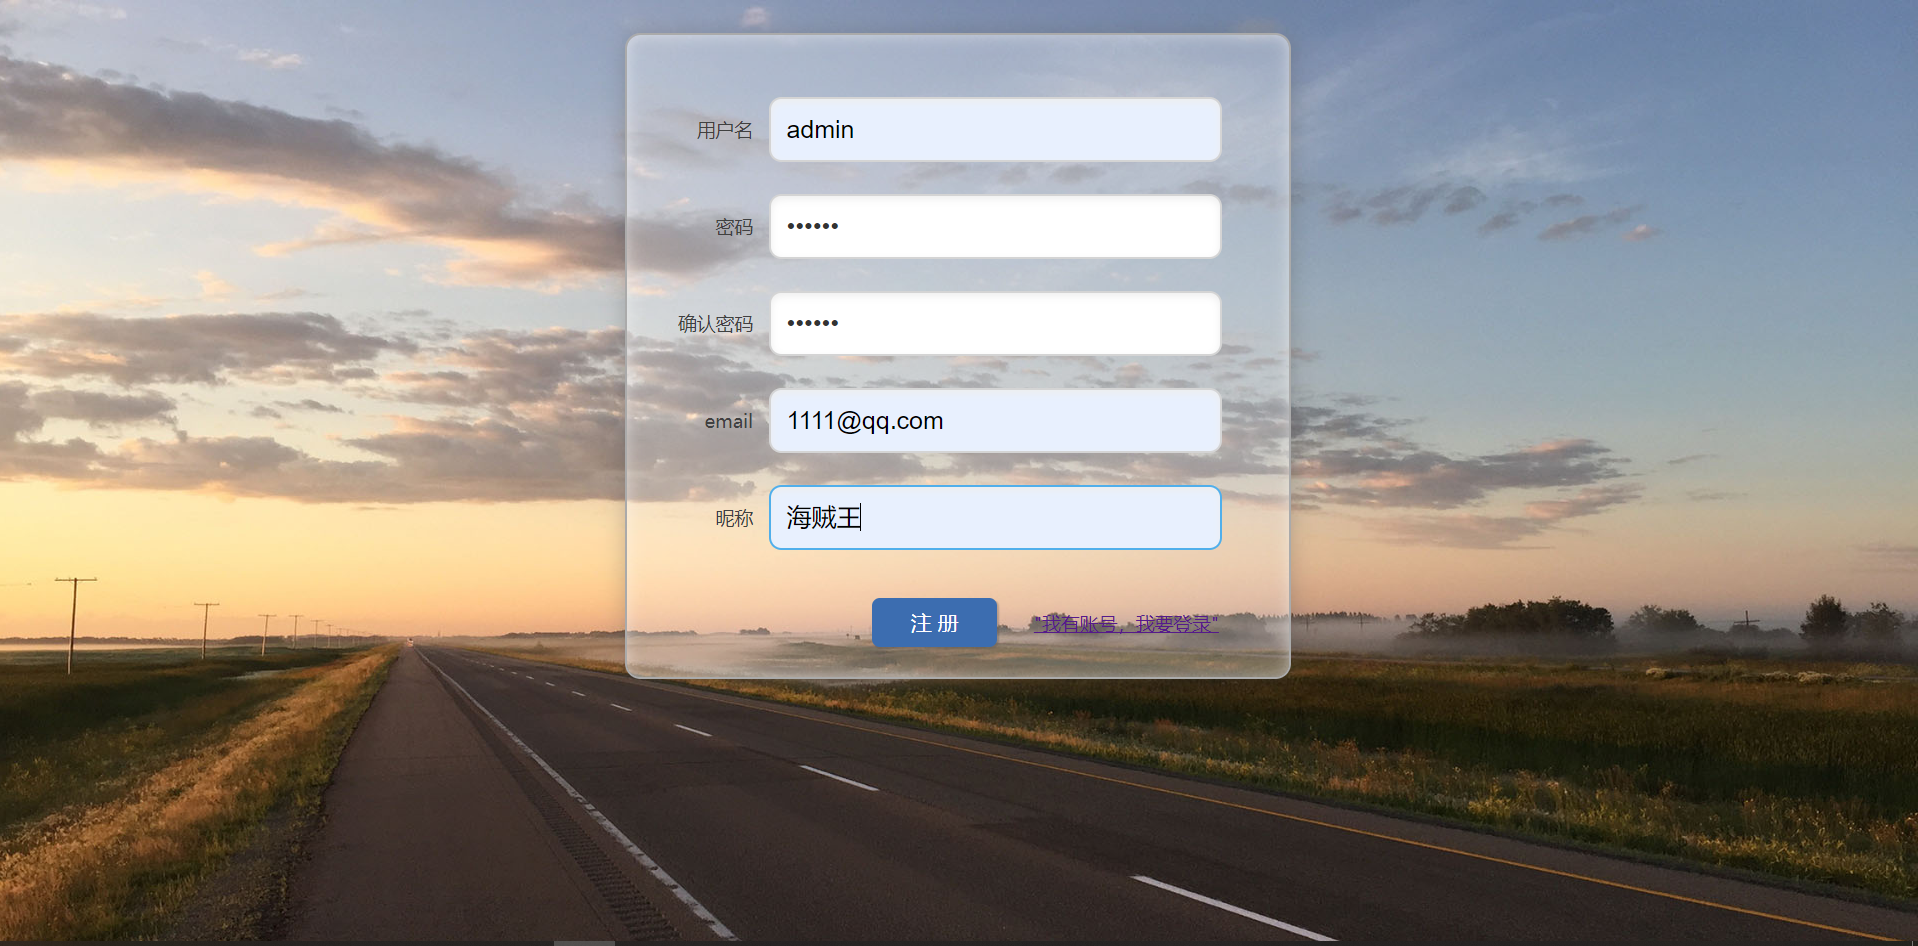 用户名 admin
密码 ••••••
确认密码 ••••••
email 1111@qq.com
昵称 海贼王
注 册 "我有账号，我要登录"